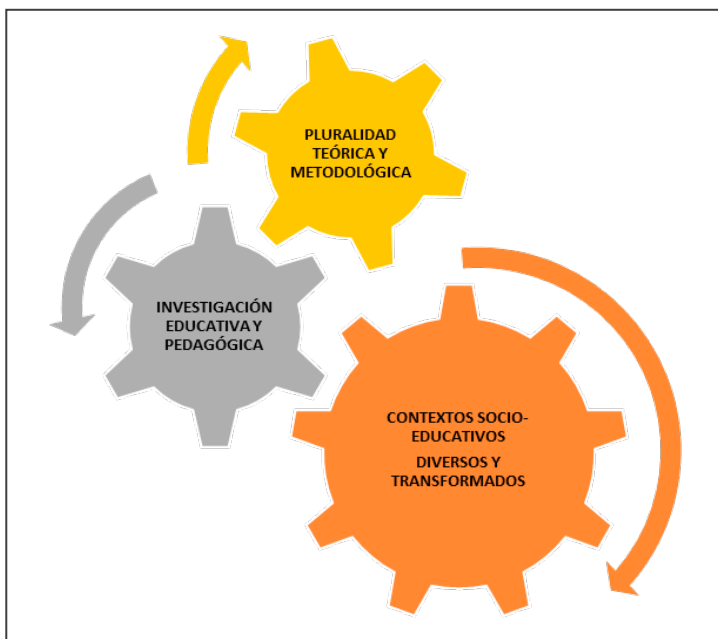 PLURALIDAD
TEÓRICA Y
METODOLÓGICA
INVESTIGACIÓN
EDUCATIVA Y
PEDAGÓGICA
CONTEXTOS SOCIO-
EDUCATIVOS
DIVERSOS Y
TRANSFORMADOS